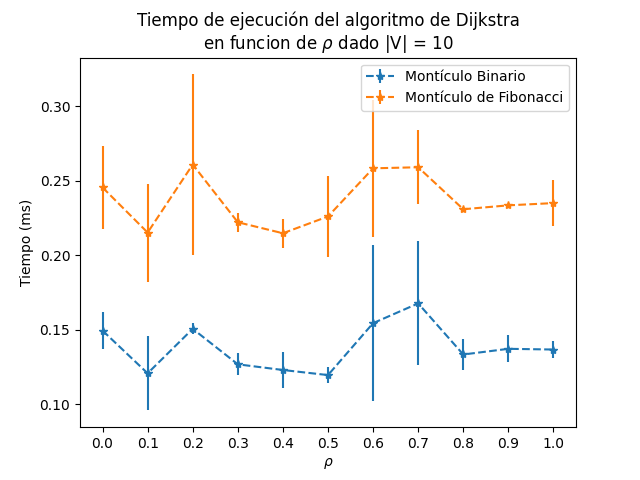 Tiempo de ejecución del algoritmo de Dijkstra
en funcion de ρ dado |V| = 10
Montículo Binario
Montículo de Fibonacci
Tiempo (ms)
0.30
0.25
0.20
0.15
0.10
0.0 0.1 0.2 0.3 0.4 0.5 0.6 0.7 0.8 0.9 1.0
ρ